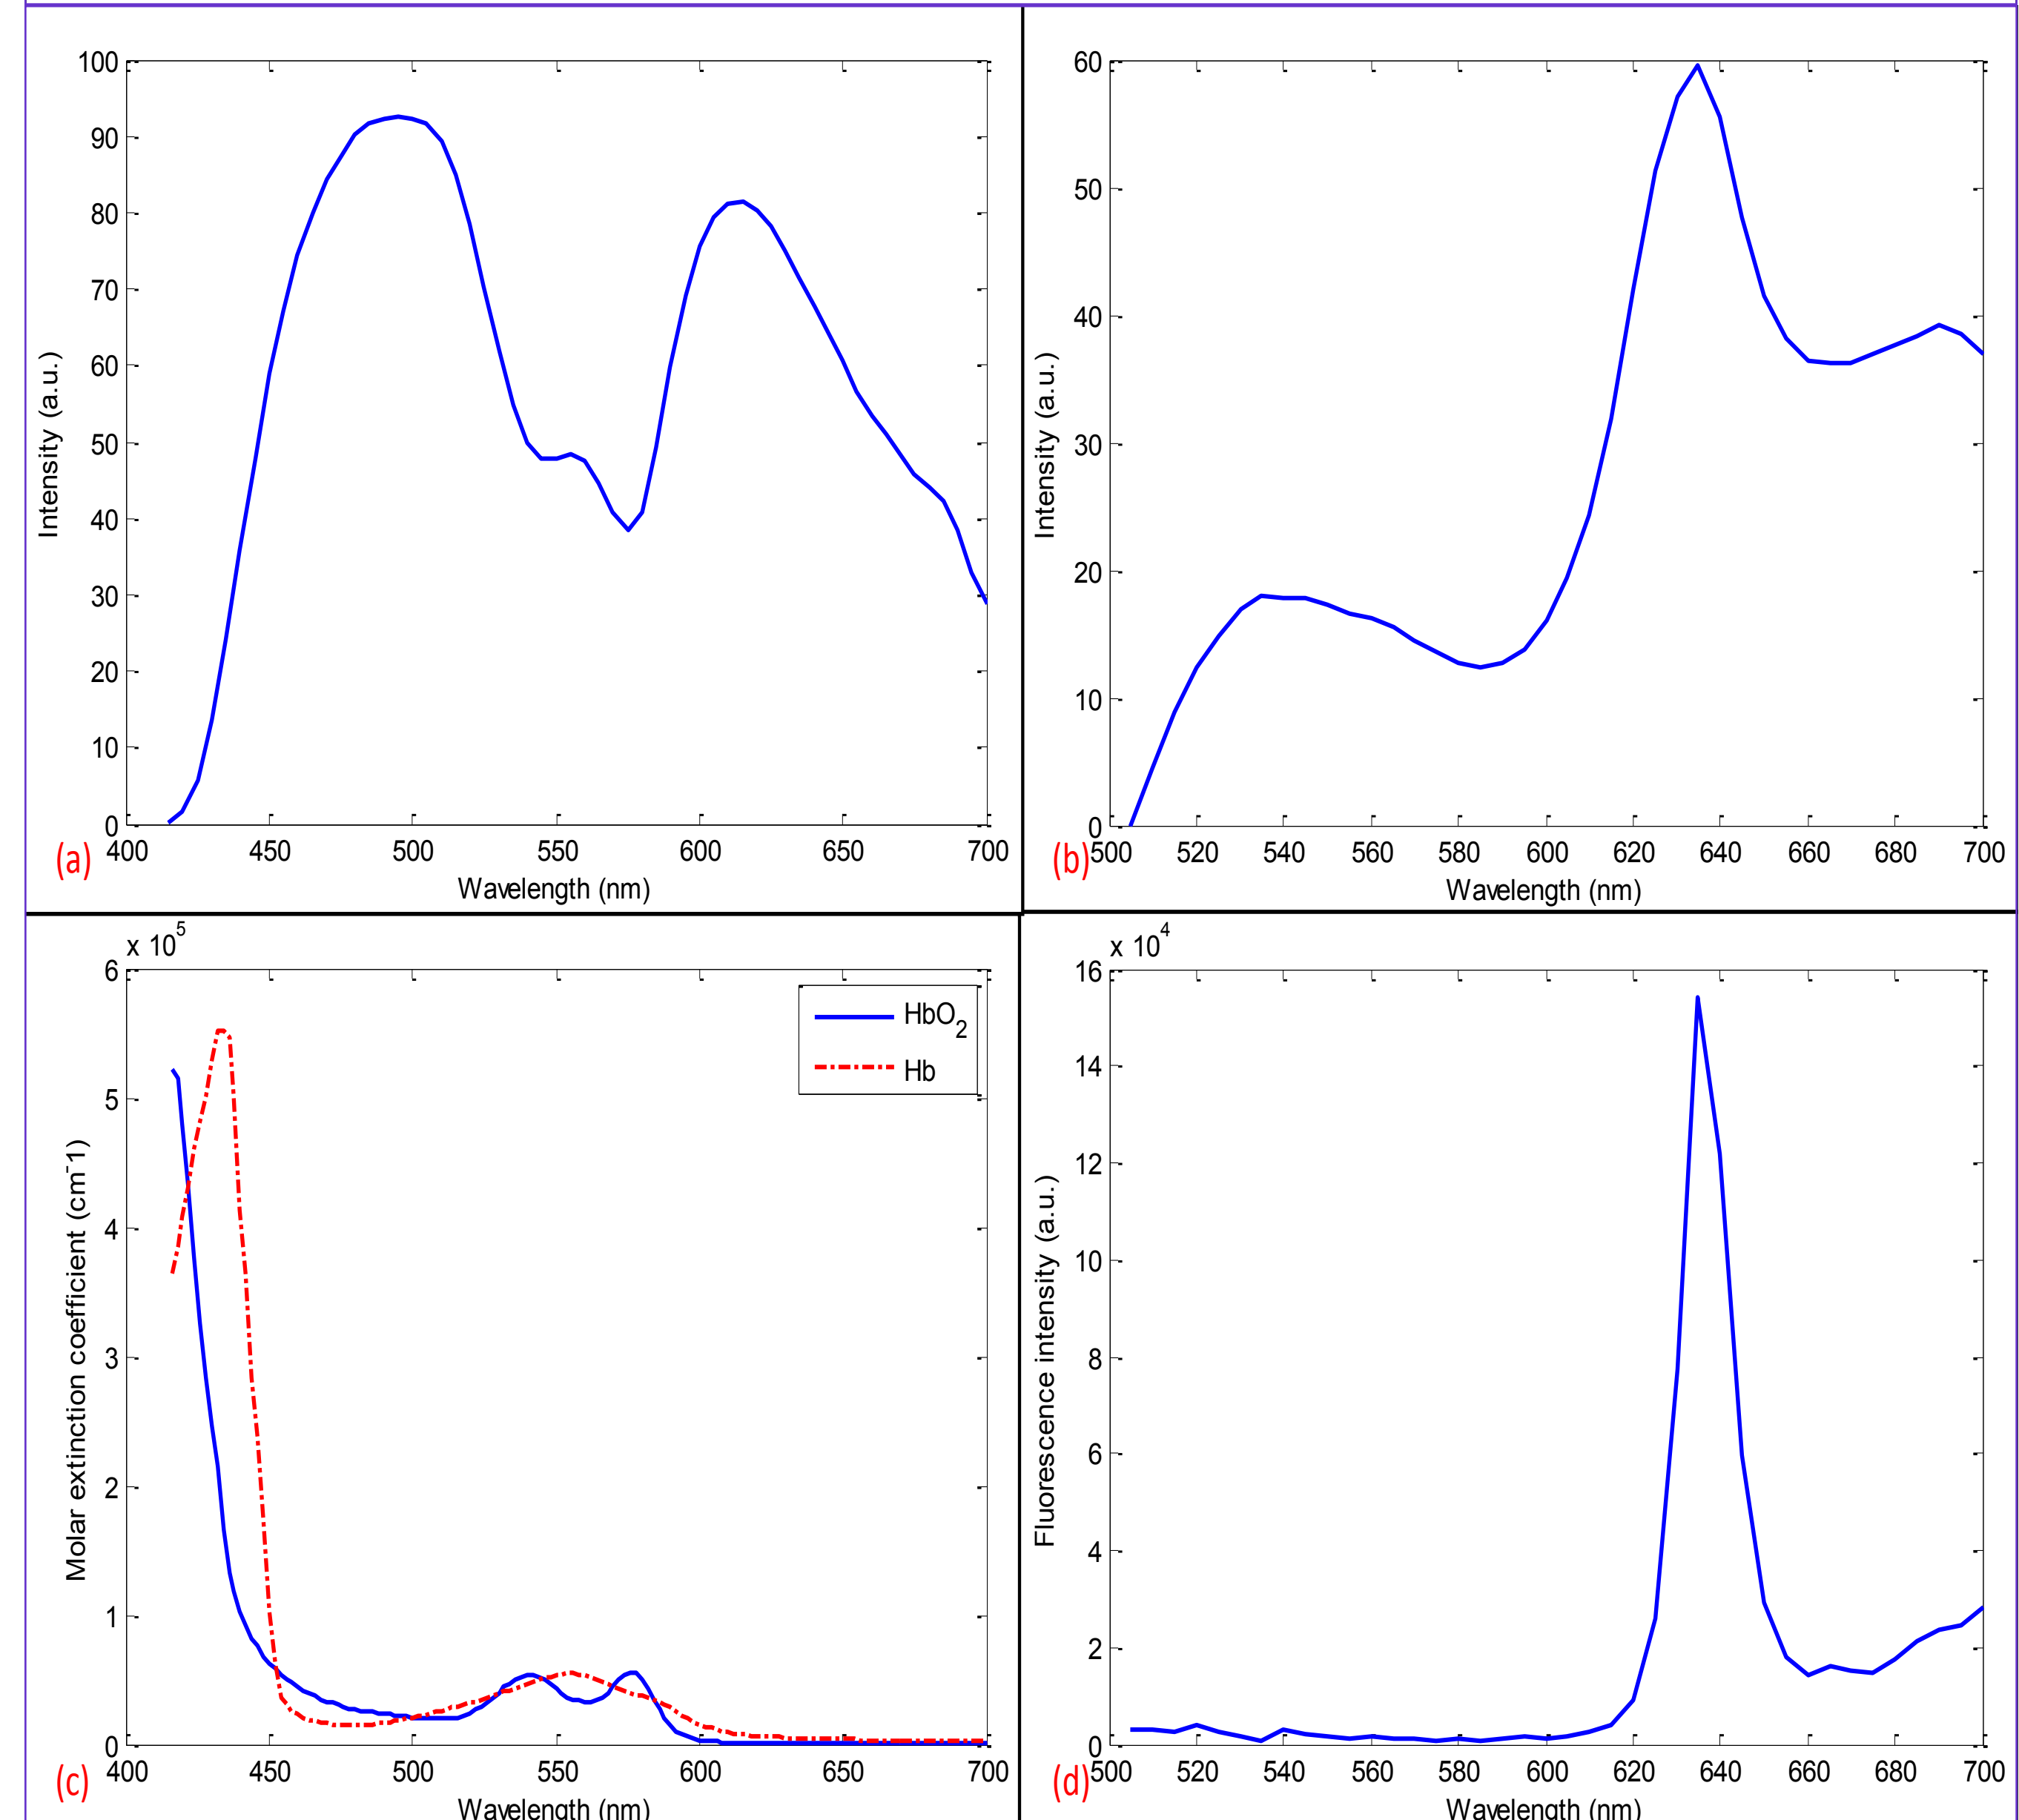 100
90
80
70
60
50
40
30
20
10
0
400 450 500 550 600 650 700
Intensity (a.u.)
Wavelength (nm)
(a)
60
50
40
30
20
10
0
500 520 540 560 580 600 620 640 660 680 700
Intensity (a.u.)
Wavelength (nm)
(b)
x 10^5
6
5
4
3
2
1
0
400 450 500 550 600 650 700
Molar extinction coefficient (cm^-1)
HbO_2
Hb
Wavelength (nm)
(c)
x 10^4
16
14
12
10
8
6
4
2
0
500 520 540 560 580 600 620 640 660 680 700
Fluorescence intensity (a.u.)
Wavelength (nm)
(d)